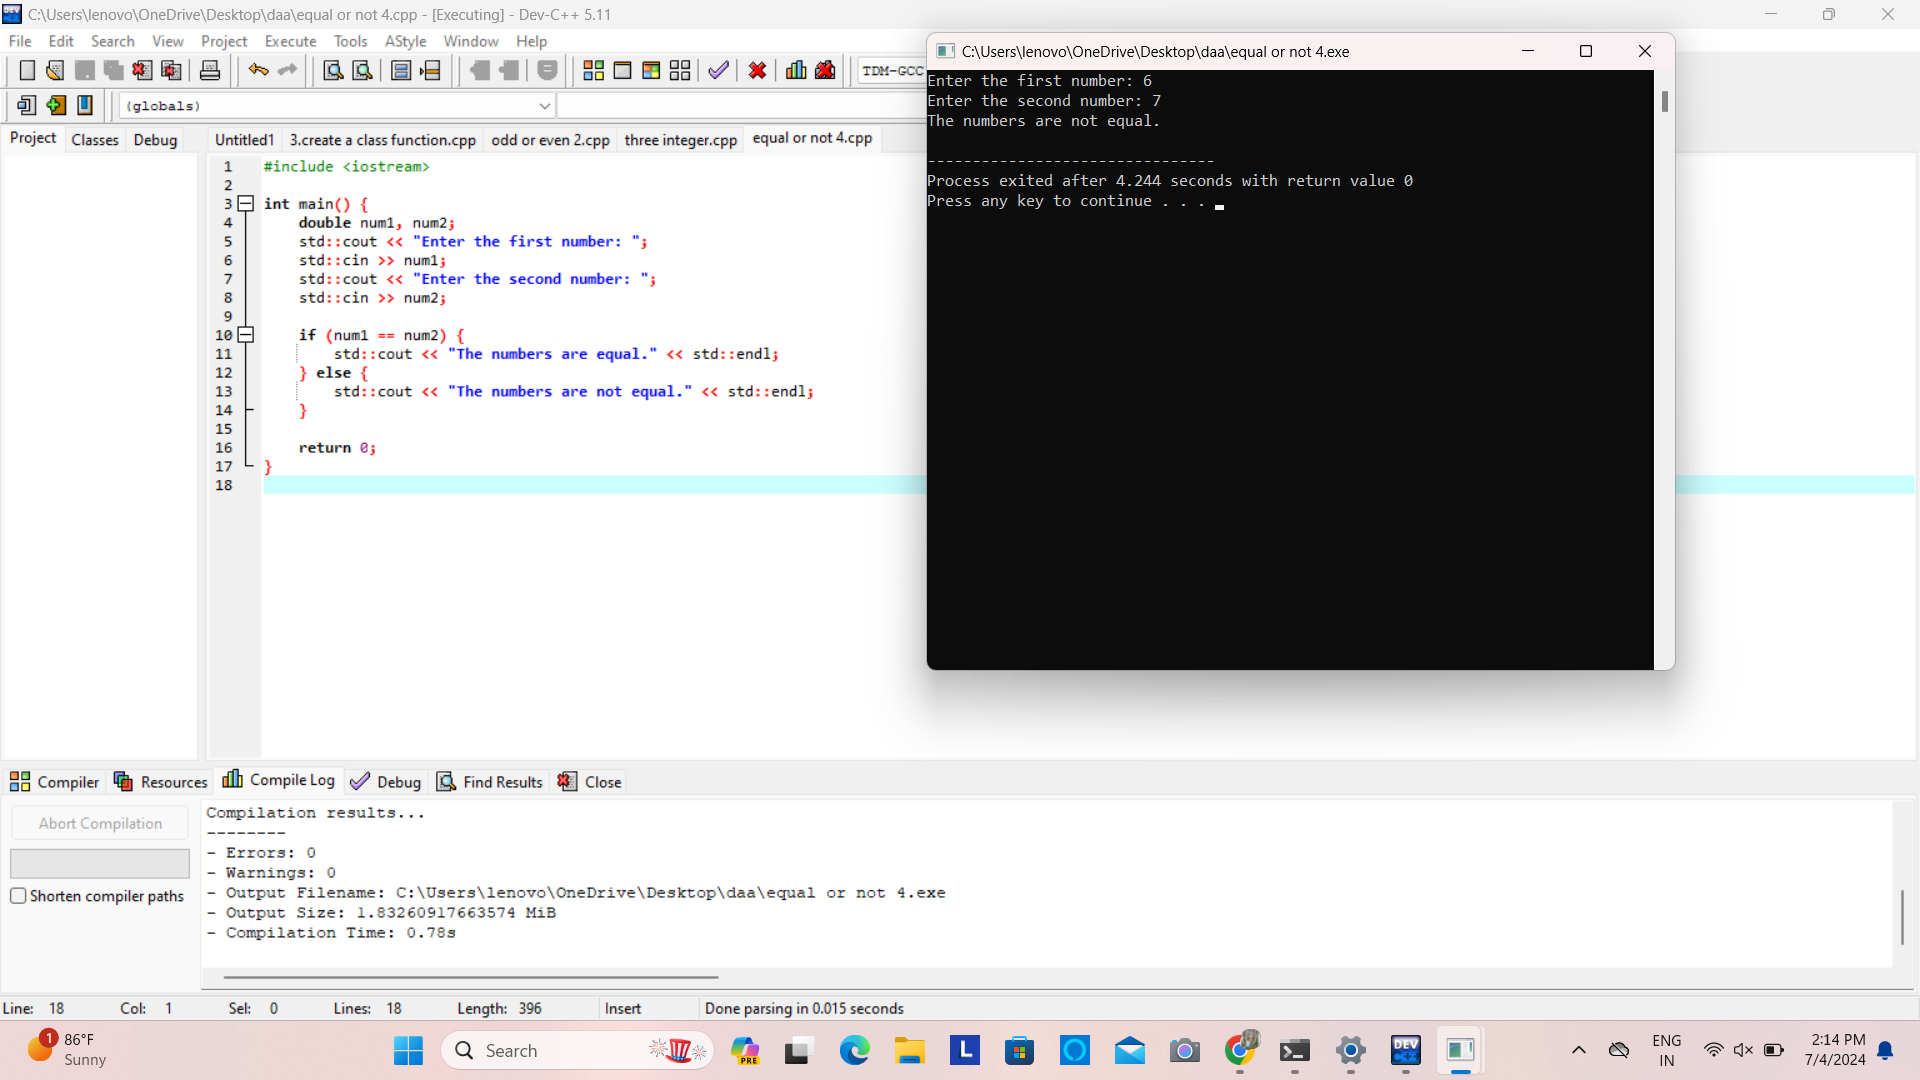 C:\Users\lenovo\OneDrive\Desktop\daa\equal or not 4.cpp - [Executing] - Dev-C++ 5.11
File Edit Search View Project Execute Tools AStyle Window Help
TDM-GCC
(globals)
Project Classes Debug
Untitled1 3.create a class function.cpp odd or even 2.cpp three integer.cpp equal or not 4.cpp
1 #include <iostream>
2
3 int main() {
4 double num1, num2;
5 std::cout << "Enter the first number: ";
6 std::cin >> num1;
7 std::cout << "Enter the second number: ";
8 std::cin >> num2;
9
10 if (num1 == num2) {
11 std::cout << "The numbers are equal." << std::endl;
12 } else {
13 std::cout << "The numbers are not equal." << std::endl;
14 }
15
16 return 0;
17 }
18
C:\Users\lenovo\OneDrive\Desktop\daa\equal or not 4.exe
Enter the first number: 6
Enter the second number: 7
The numbers are not equal.
--------------------------------
Process exited after 4.244 seconds with return value 0
Press any key to continue . . .
Compiler Resources Compile Log Debug Find Results Close
Abort Compilation
Shorten compiler paths
Compilation results...
--------
- Errors: 0
- Warnings: 0
- Output Filename: C:\Users\lenovo\OneDrive\Desktop\daa\equal or not 4.exe
- Output Size: 1.83260917663574 MiB
- Compilation Time: 0.78s
Line: 18 Col: 1 Sel: 0 Lines: 18 Length: 396 Insert Done parsing in 0.015 seconds
1
86°F
Sunny
Search
PRE
L
DEV
ENG
IN
2:14 PM
7/4/2024